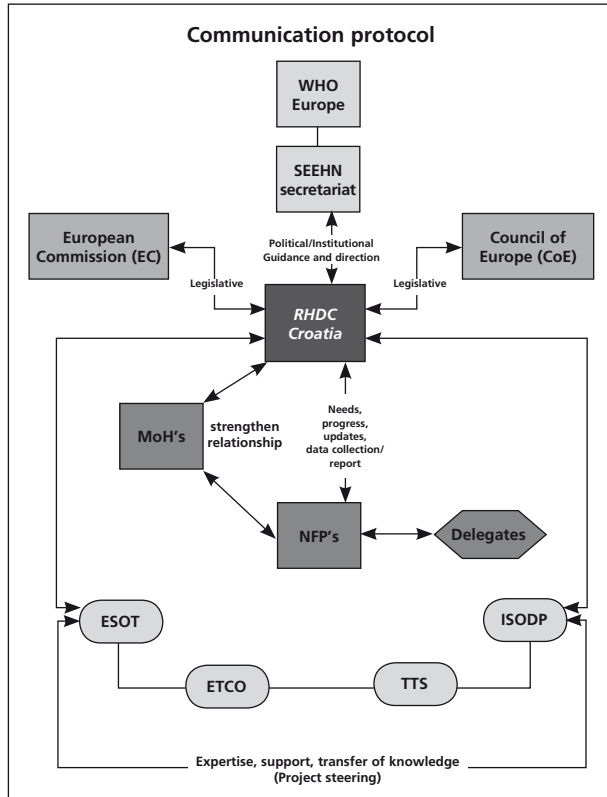 Communication protocol
WHO
Europe
SEEHN
secretariat
European
Commission (EC)
Political/Institutional
Guidance and direction
Council of
Europe (CoE)
Legislative
Legislative
RHDC
Croatia
MoH's
strengthen
relationship
Needs,
progress,
updates,
data collection/
report
NFP's
Delegates
ESOT
ISODP
ETCO
TTS
Expertise, support, transfer of knowledge
(Project steering)